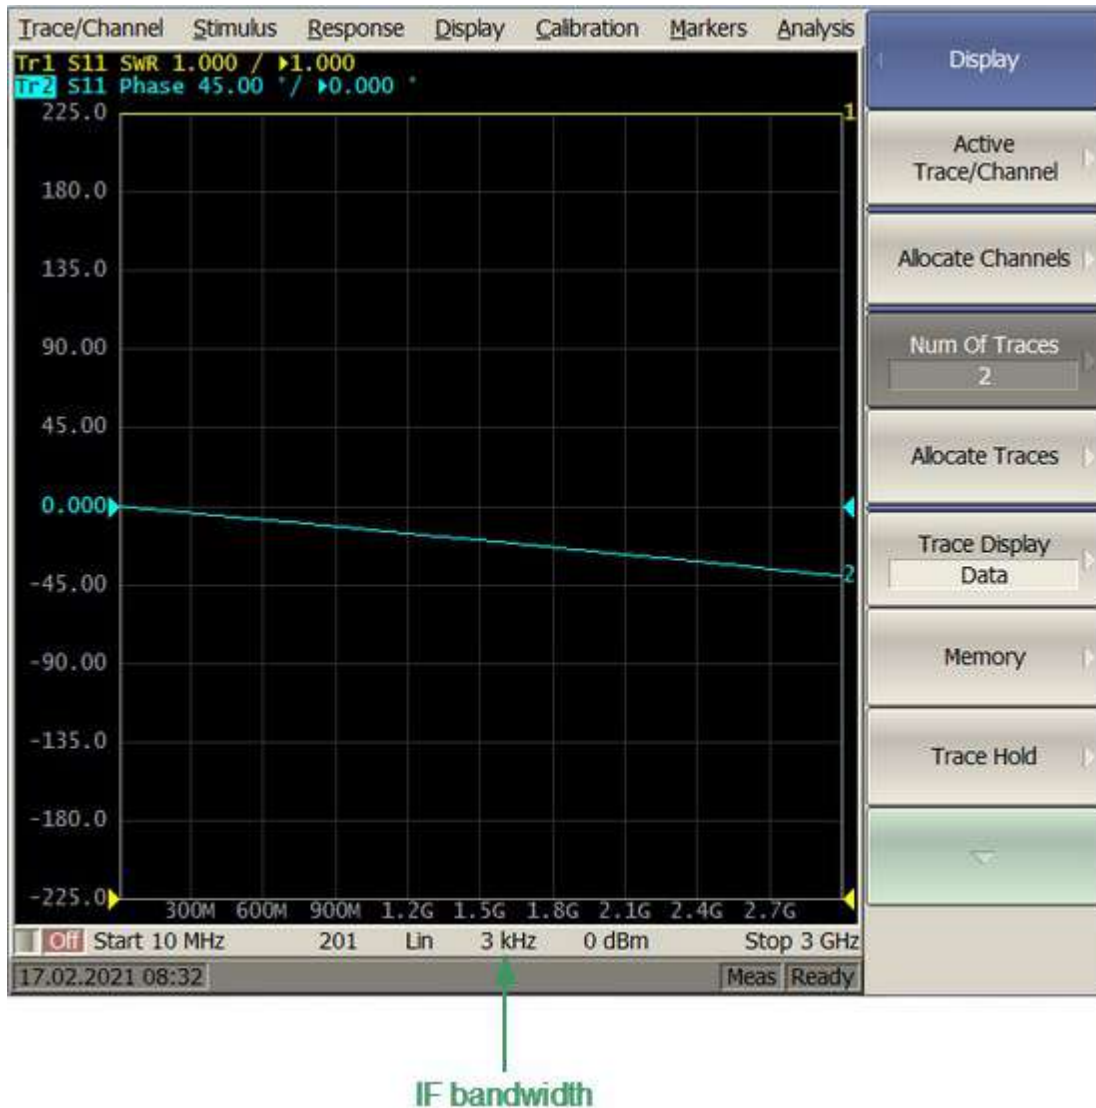 Trace/Channel Stimulus Response Display Calibration Markers Analysis
Tr1 S11 SWR 1.000 / ▶1.000
Tr2 S11 Phase 45.00 °/ ▶0.000 °
225.0
1
180.0
135.0
90.00
45.00
0.000
-45.00
2
-90.00
-135.0
-180.0
-225.0
300M 600M 900M 1.2G 1.5G 1.8G 2.1G 2.4G 2.7G
Off Start 10 MHz 201 Lin 3 kHz 0 dBm Stop 3 GHz
17.02.2021 08:32 Meas Ready
Display
Active
Trace/Channel
Allocate Channels
Num Of Traces
2
Allocate Traces
Trace Display
Data
Memory
Trace Hold
IF bandwidth